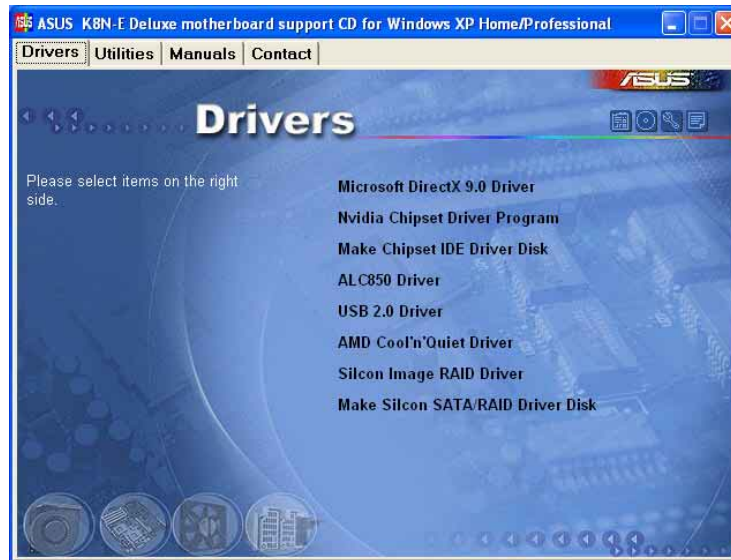 ASUS K8N-E Deluxe motherboard support CD for Windows XP Home/Professional
Drivers Utilities Manuals Contact
ASUS
Drivers
Please select items on the right
side.
Microsoft DirectX 9.0 Driver
Nvidia Chipset Driver Program
Make Chipset IDE Driver Disk
ALC850 Driver
USB 2.0 Driver
AMD Cool'n'Quiet Driver
Silcon Image RAID Driver
Make Silcon SATA/RAID Driver Disk